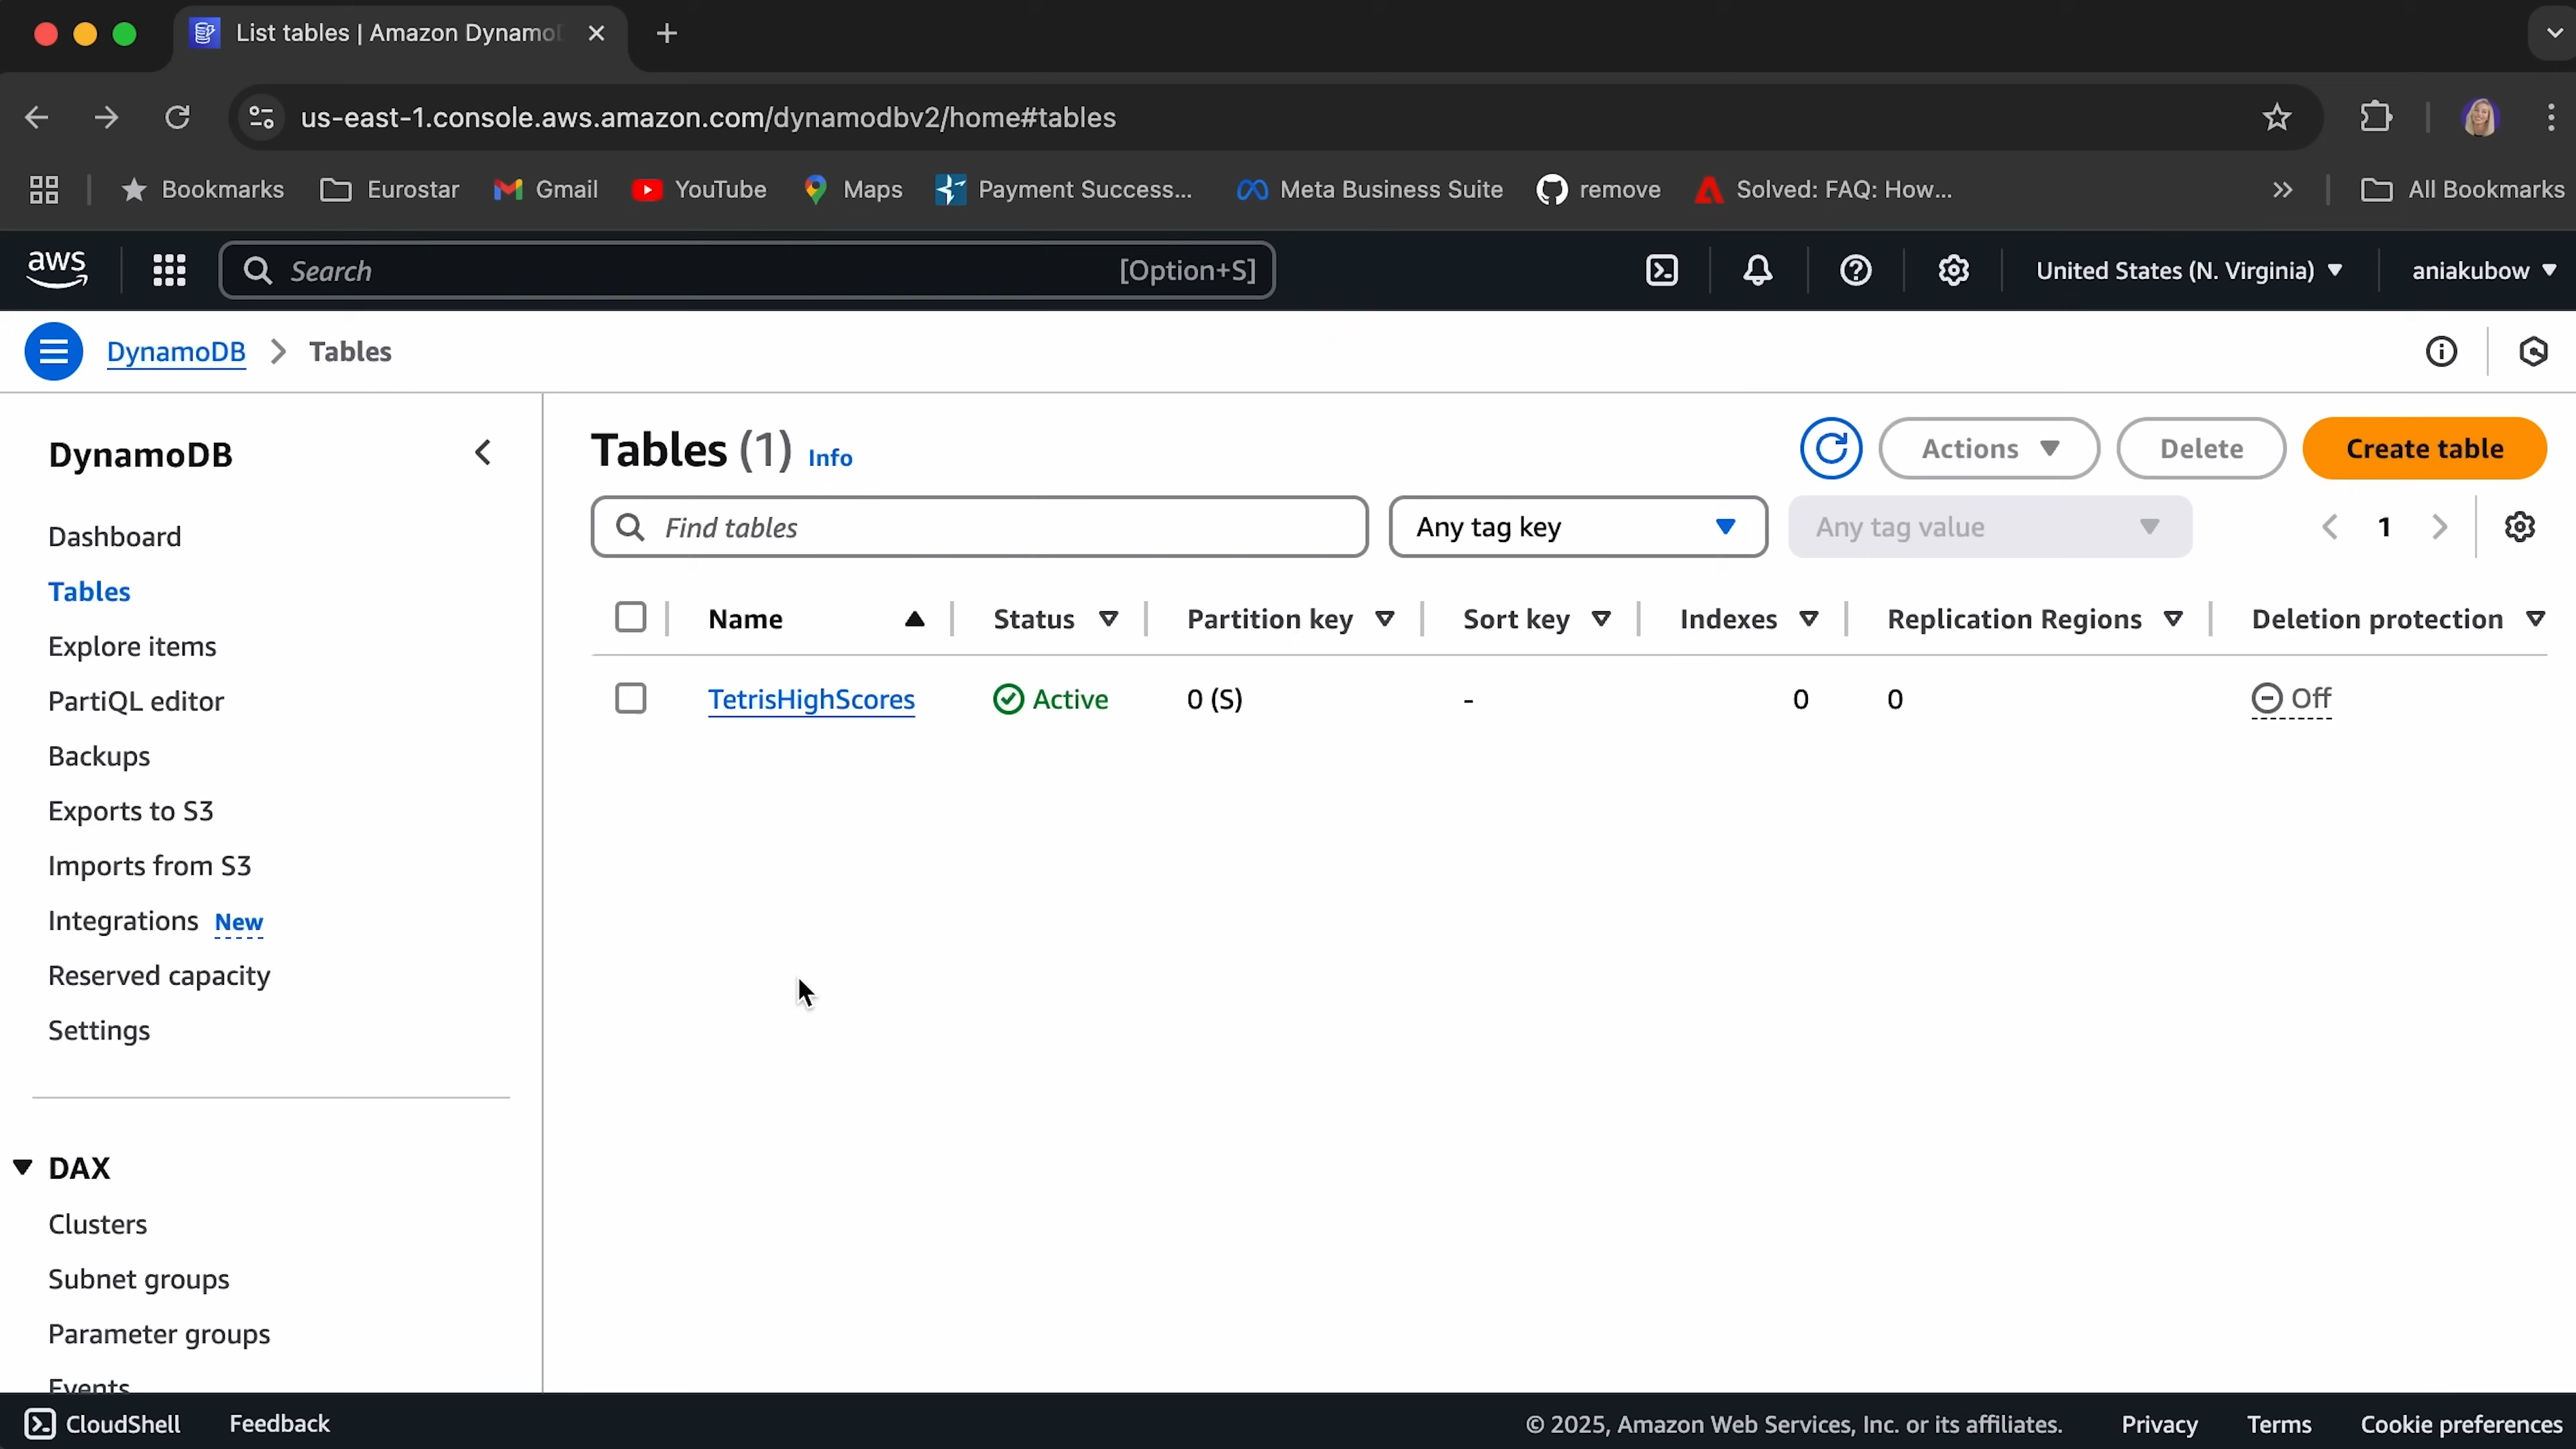 List tables | Amazon Dynamo
us-east-1.console.aws.amazon.com/dynamodbv2/home#tables
Bookmarks Eurostar Gmail YouTube Maps Payment Success... Meta Business Suite remove Solved: FAQ: How... All Bookmarks
aws Search [Option+S] United States (N. Virginia) aniakubow
DynamoDB Tables
DynamoDB
Dashboard
Tables
Explore items
PartiQL editor
Backups
Exports to S3
Imports from S3
Integrations New
Reserved capacity
Settings
DAX
Clusters
Subnet groups
Parameter groups
Events
Tables (1) Info Actions Delete Create table
Find tables Any tag key Any tag value 1
Name Status Partition key Sort key Indexes Replication Regions Deletion protection
TetrisHighScores Active 0 (S) - 0 0 Off
CloudShell Feedback © 2025, Amazon Web Services, Inc. or its affiliates. Privacy Terms Cookie preferences